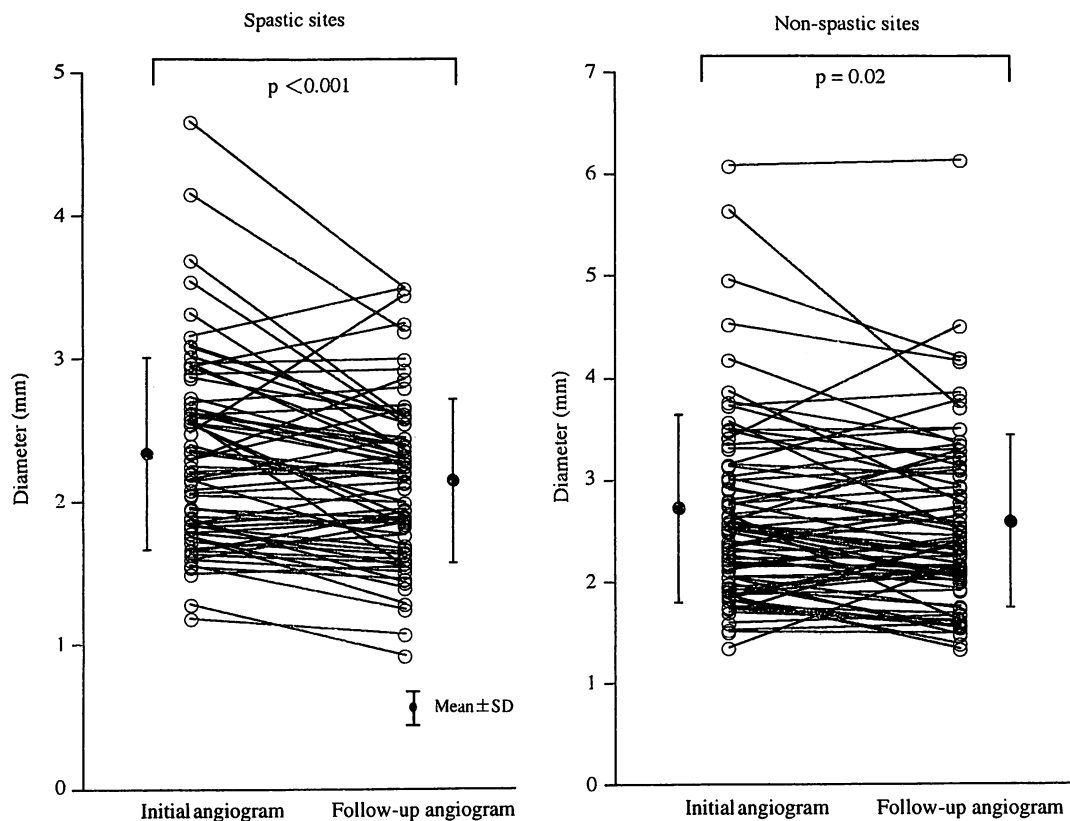 Spastic sites
p <0.001
Diameter (mm)
5
4
3
2
1
0
Mean±SD
Initial angiogram
Follow-up angiogram
Non-spastic sites
p = 0.02
Diameter (mm)
7
6
5
4
3
2
1
0
Initial angiogram
Follow-up angiogram